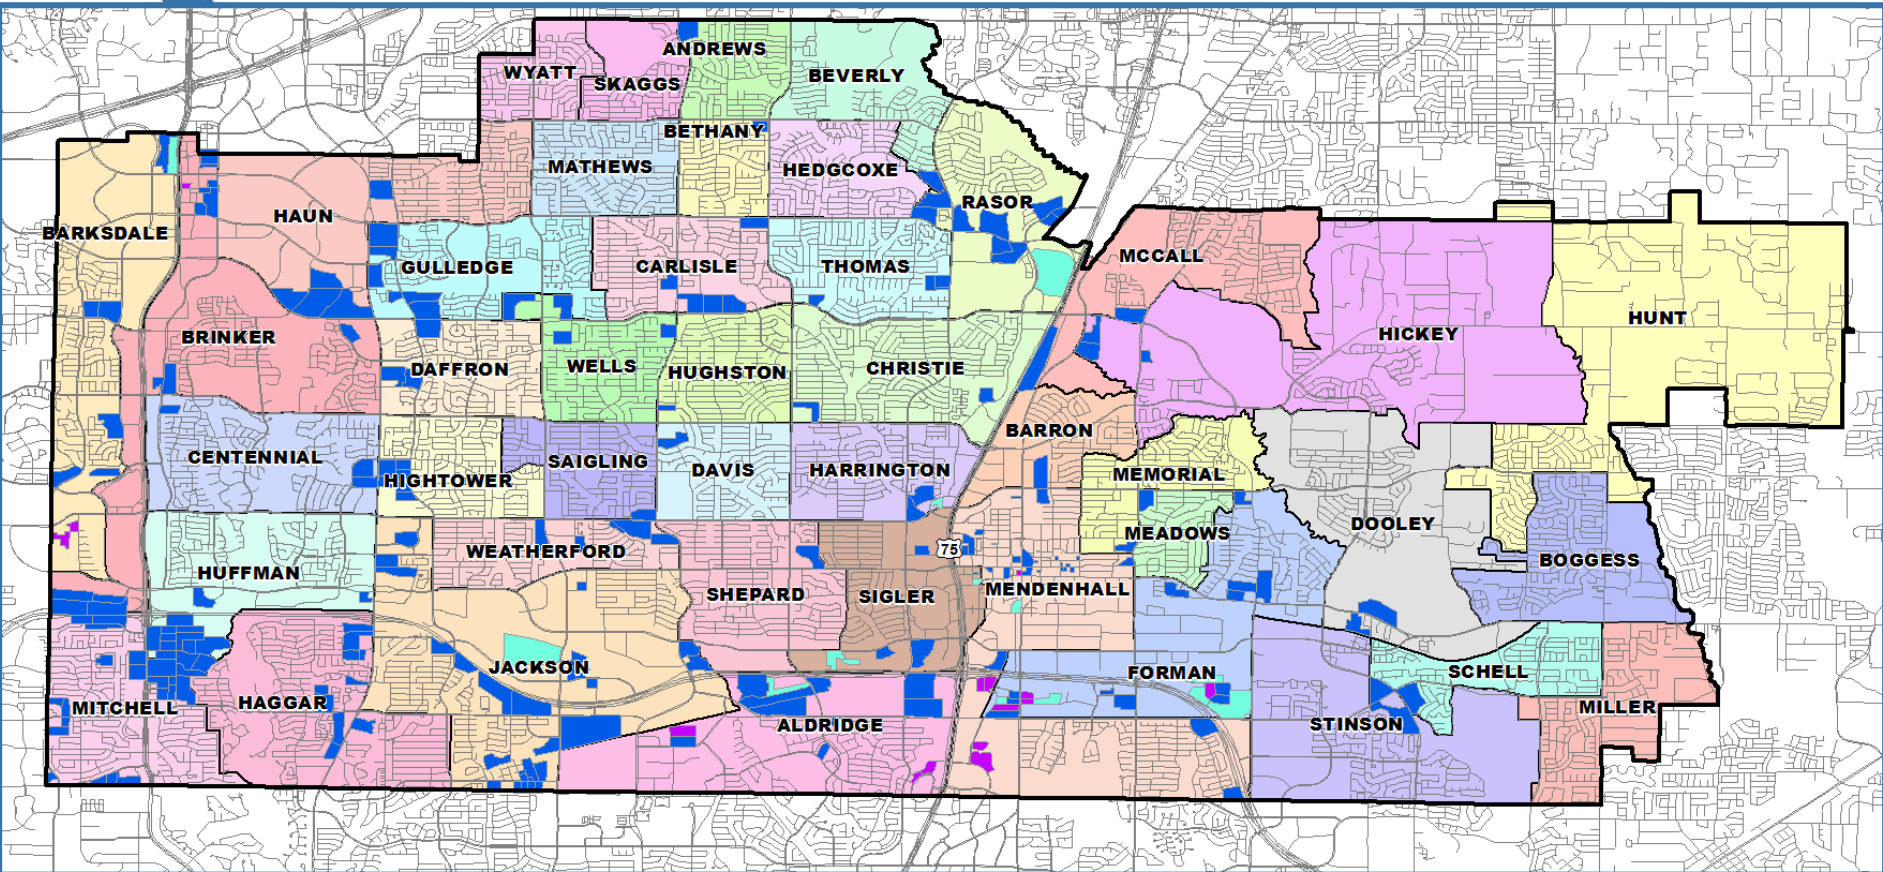 ANDREWS
WYATT
SKAGGS
BEVERLY
BETHANY
MATHEWS
HEDGCOXE
RASOR
HAUN
BARKSDALE
GULLEDGE
CARLISLE
THOMAS
MCCALL
HUNT
HICKEY
BRINKER
DAFFRON
WELLS
HUGHSTON
CHRISTIE
BARRON
CENTENNIAL
SAIGLING
DAVIS
HARRINGTON
HIGHTOWER
MEMORIAL
DOOLEY
MEADOWS
75
WEATHERFORD
BOGGESS
HUFFMAN
SHEPARD
SIGLER
MENDENHALL
JACKSON
FORMAN
SCHELL
HAGGAR
MITCHELL
MILLER
ALDRIDGE
STINSON